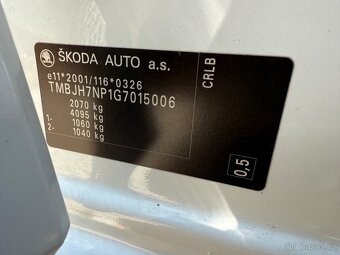 ŠKODA AUTO a.s.
e11*2001/116*0326
TMBJH7NP1G7015006
2070 kg
4095 kg
1- 1060 kg
2- 1040 kg
CRLB
0,5